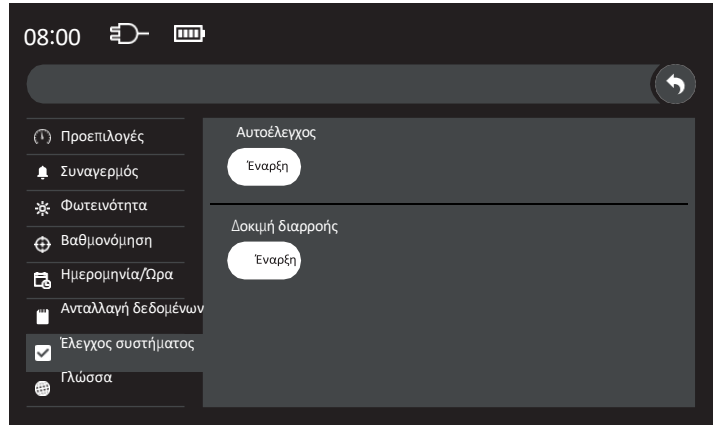 08:00
Προεπιλογές
Συναγερμός
Φωτεινότητα
Βαθμονόμηση
Ημερομηνία/Ώρα
Ανταλλαγή δεδομένων
Έλεγχος συστήματος
Γλώσσα
Αυτοέλεγχος
Έναρξη
Δοκιμή διαρροής
Έναρξη